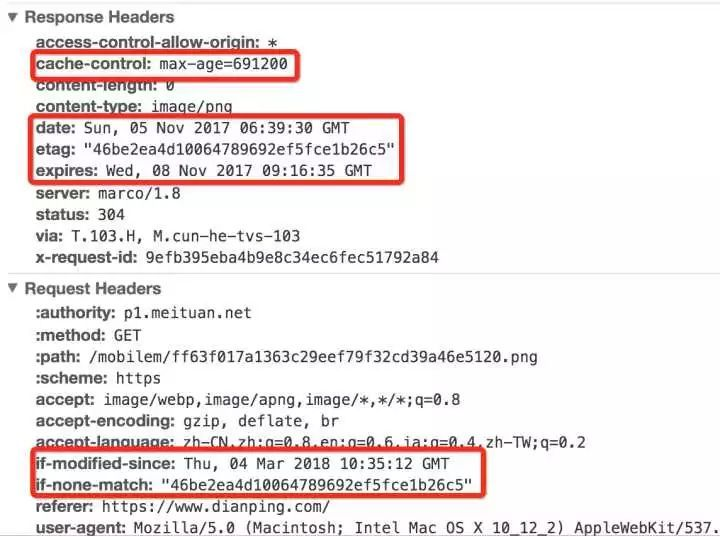 Response Headers
access-control-allow-origin: *
cache-control: max-age=691200
content-length: 0
content-type: image/png
date: Sun, 05 Nov 2017 06:39:30 GMT
etag: "46be2ea4d10064789692ef5fce1b26c5"
expires: Wed, 08 Nov 2017 09:16:35 GMT
server: marco/1.8
status: 304
via: T.103.H, M.cun-he-tvs-103
x-request-id: 9efb395eba4b9e8c34ec6fec51792a84
Request Headers
:authority: p1.meituan.net
:method: GET
:path: /mobilem/ff63f017a1363c29eef79f32cd39a46e5120.png
:scheme: https
accept: image/webp,image/apng,image/*,*/*;q=0.8
accept-encoding: gzip, deflate, br
accept-language: zh-CN,zh;q=0.8,en;q=0.6,ja;q=0.4,zh-TW;q=0.2
if-modified-since: Thu, 04 Mar 2018 10:35:12 GMT
if-none-match: "46be2ea4d10064789692ef5fce1b26c5"
referer: https://www.dianping.com/
user-agent: Mozilla/5.0 (Macintosh; Intel Mac OS X 10_12_2) AppleWebKit/537.